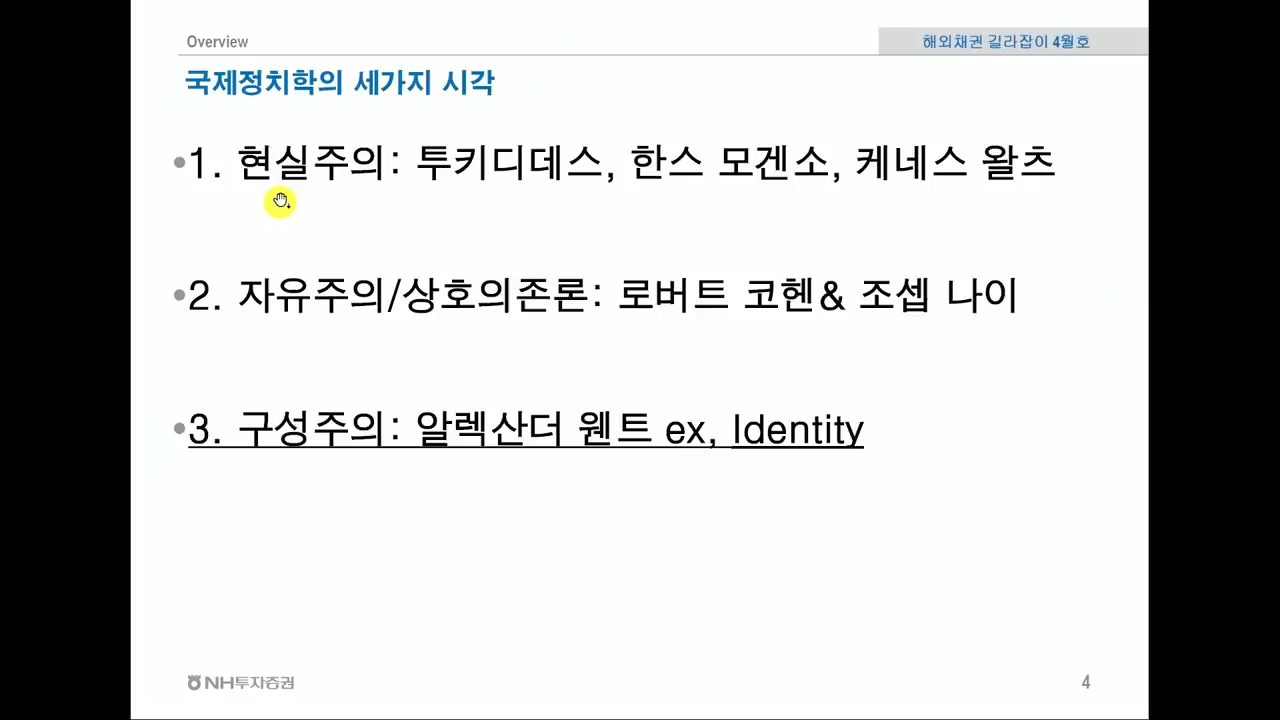 Overview
해외채권 길라잡이 4월호
국제정치학의 세가지 시각
•1. 현실주의: 투키디데스, 한스 모겐소, 케네스 왈츠
•2. 자유주의/상호의존론: 로버트 코헨& 조셉 나이
•3. 구성주의: 알렉산더 웬트 ex, Identity
NH투자증권
4